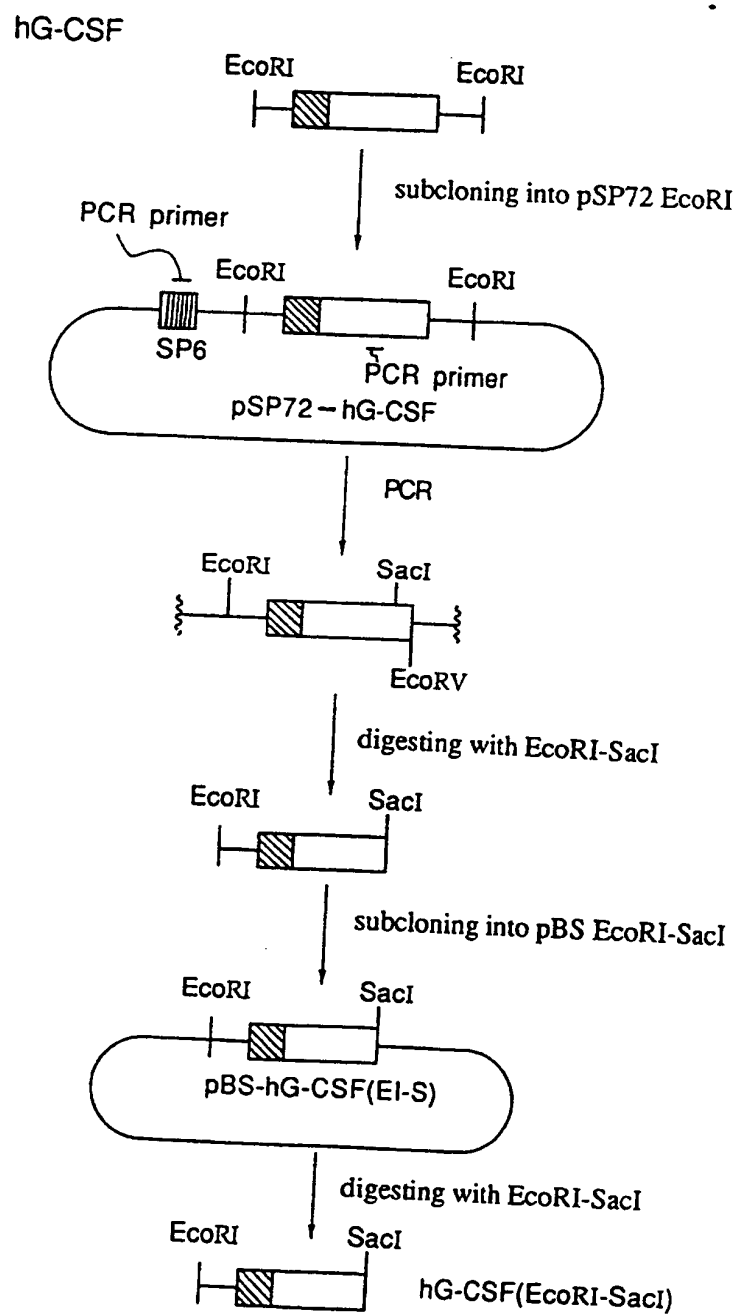 hG-CSF
EcoRI EcoRI
subcloning into pSP72 EcoRI
PCR primer
EcoRI EcoRI
SP6
PCR primer
pSP72-hG-CSF
PCR
EcoRI SacI
EcoRV
digesting with EcoRI-SacI
EcoRI SacI
subcloning into pBS EcoRI-SacI
EcoRI SacI
pBS-hG-CSF(EI-S)
digesting with EcoRI-SacI
EcoRI SacI
hG-CSF(EcoRI-SacI)